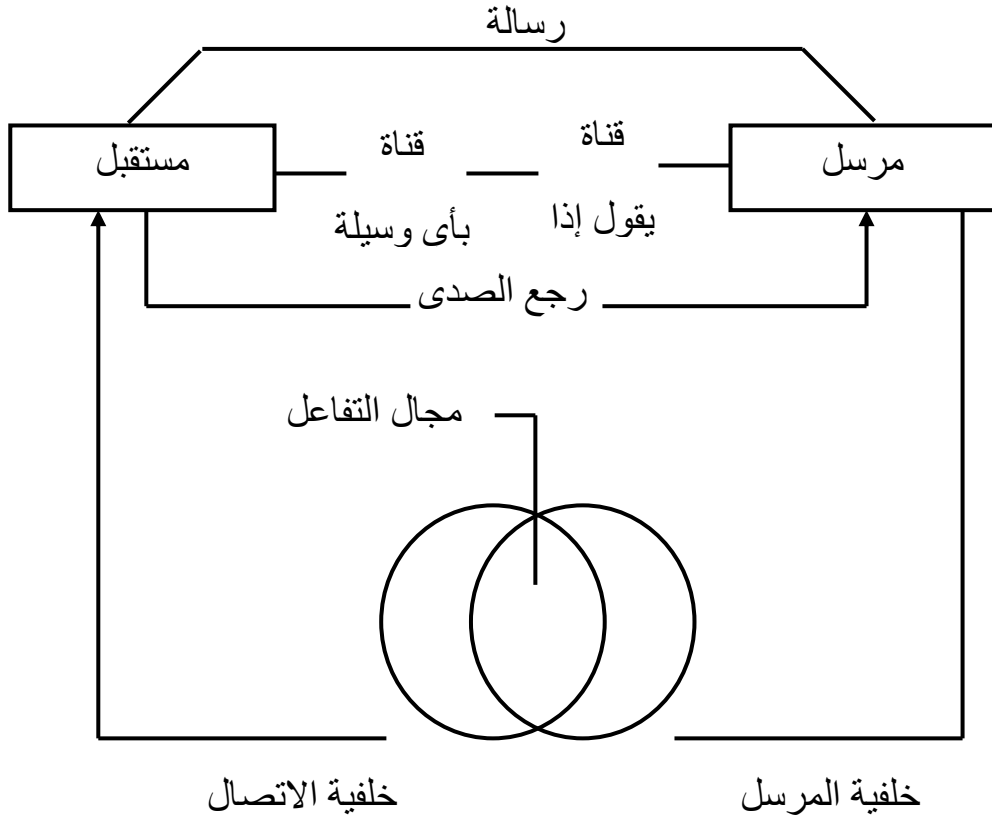 رسالة
مرسل
قناة
قناة
مستقبل
يقول إذا
بأى وسيلة
رجع الصدى
مجال التفاعل
خلفية المرسل
خلفية الاتصال